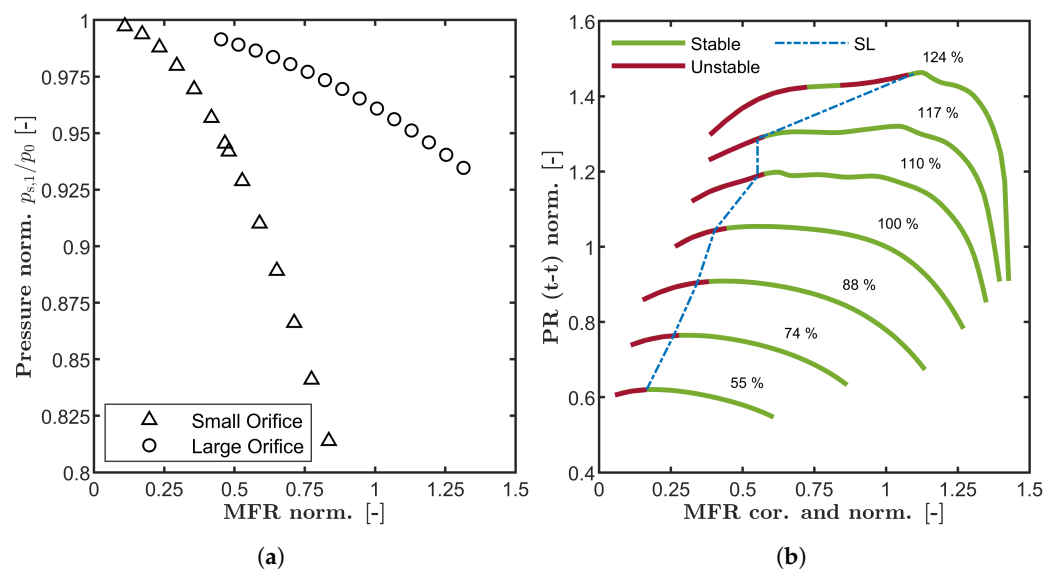 1
0.975
0.95
0.925
0.9
0.875
0.85
0.825
0.8
Pressure norm. p_s,1/p_0 [-]
Small Orifice
Large Orifice
0 0.25 0.5 0.75 1 1.25 1.5
MFR norm. [-]
(a)
1.6
1.4
1.2
1
0.8
0.6
0.4
PR (t-t) norm. [-]
Stable
SL
Unstable
124 %
117 %
110 %
100 %
88 %
74 %
55 %
0 0.25 0.5 0.75 1 1.25 1.5
MFR cor. and norm. [-]
(b)